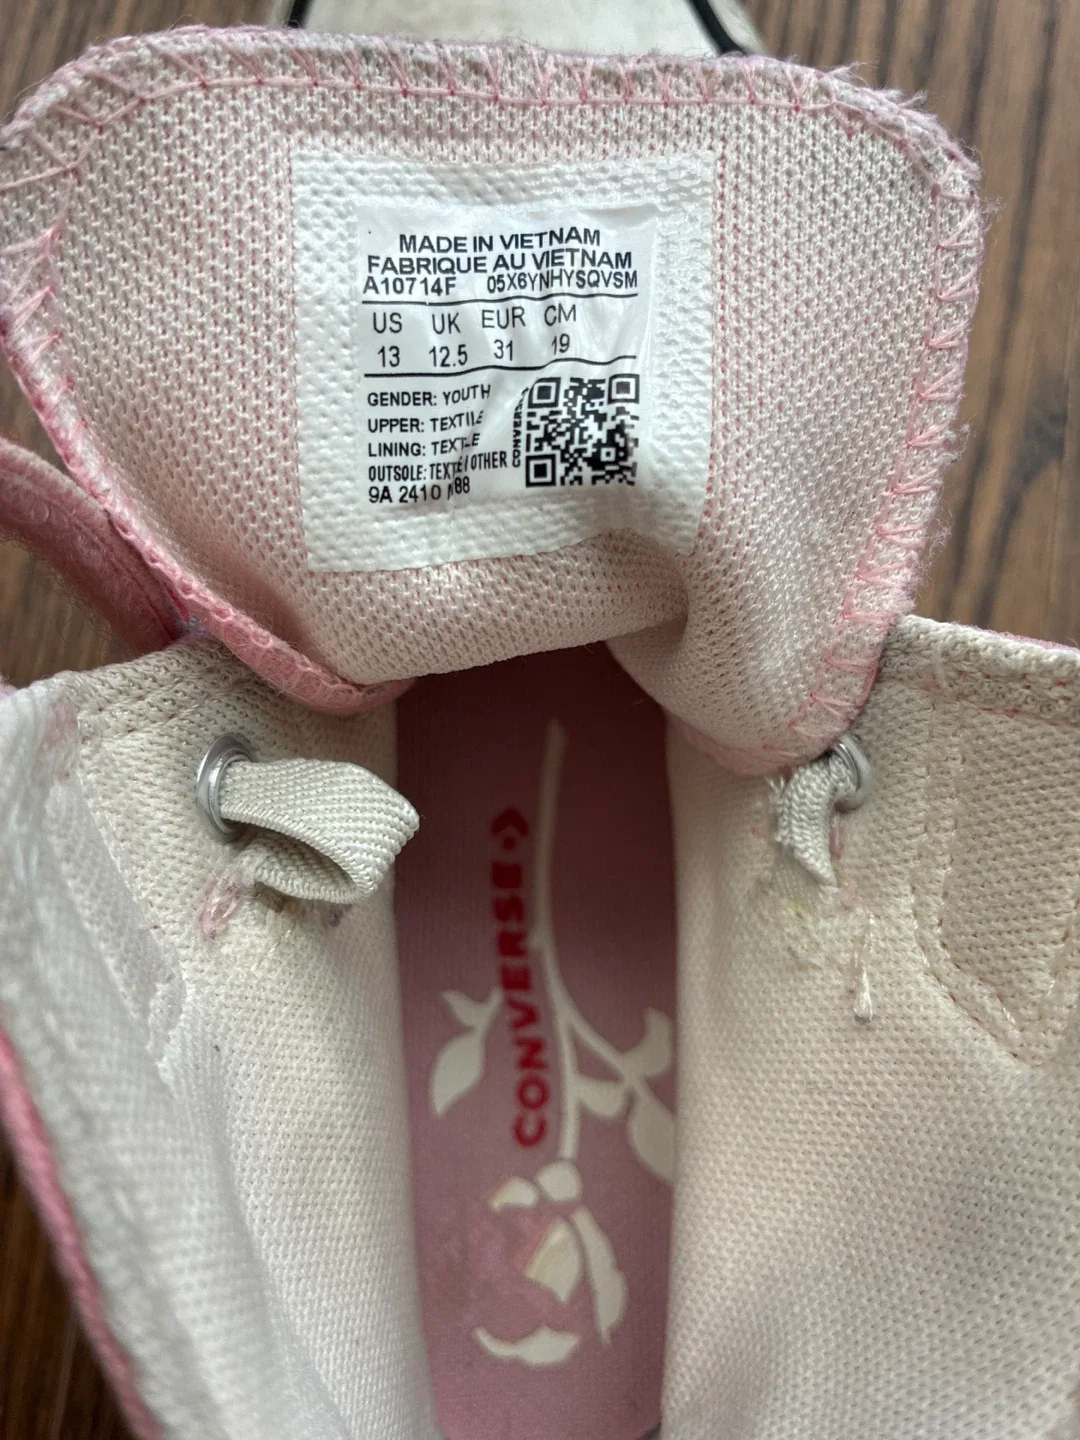 MADE IN VIETNAM
FABRIQUE AU VIETNAM
A10714F 05X6YNHYSQVSM
US UK EUR CM
13 12.5 31 19
GENDER: YOUTH
UPPER: TEXTILE
LINING: TEXTILE
OUTSOLE: TEXTILE / OTHER
9A 2410
CONVERSE
CONVERSE